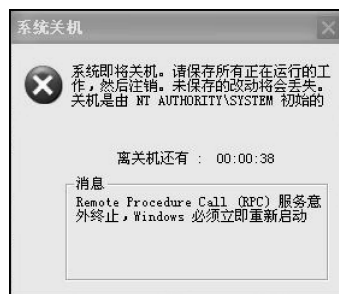 系统关机
系统即将关机。请保存所有正在运行的工
作，然后注销。未保存的改动将会丢失。
关机是由 NT AUTHORITY\SYSTEM 初始的
离关机还有 : 00:00:38
消息
Remote Procedure Call (RPC) 服务意
外终止，Windows 必须立即重新启动